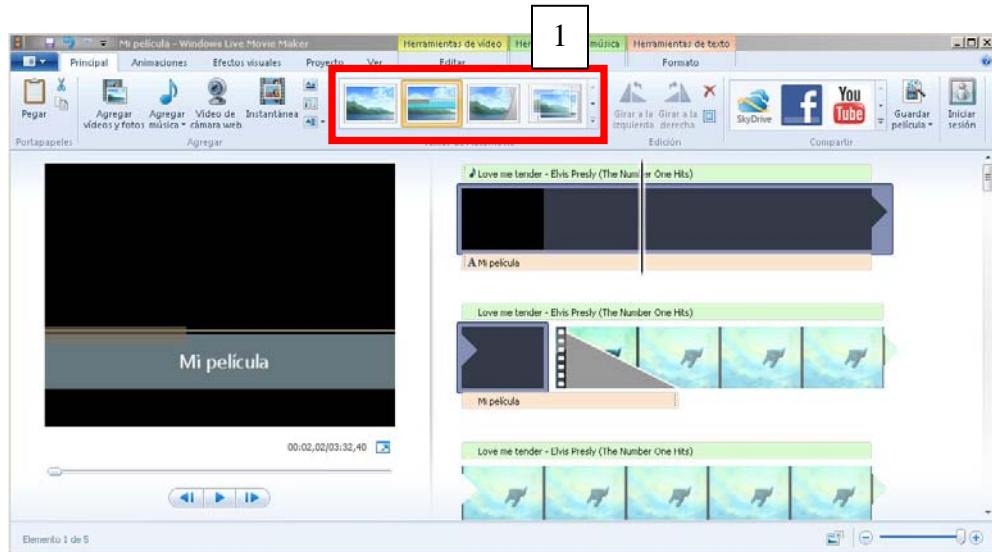 1
Mi película - Windows Live Movie Maker
Herramientas de vídeo
música
Herramientas de texto
Principal
Animaciones
Efectos visuales
Proyecto
Ver
Editar
Formato
Pegar
Agregar vídeos y fotos
Agregar música
Vídeo de cámara web
Instantánea
Girar a la izquierda
Girar a la derecha
SkyDrive
f
You Tube
Guardar película
Iniciar sesión
Portapapeles
Agregar
Edición
Compartir
Love me tender - Elvis Presly (The Number One Hits)
A Mi película
Love me tender - Elvis Presly (The Number One Hits)
Mi película
Mi película
00:02,02/03:32,40
Love me tender - Elvis Presly (The Number One Hits)
Elemento 1 de 5